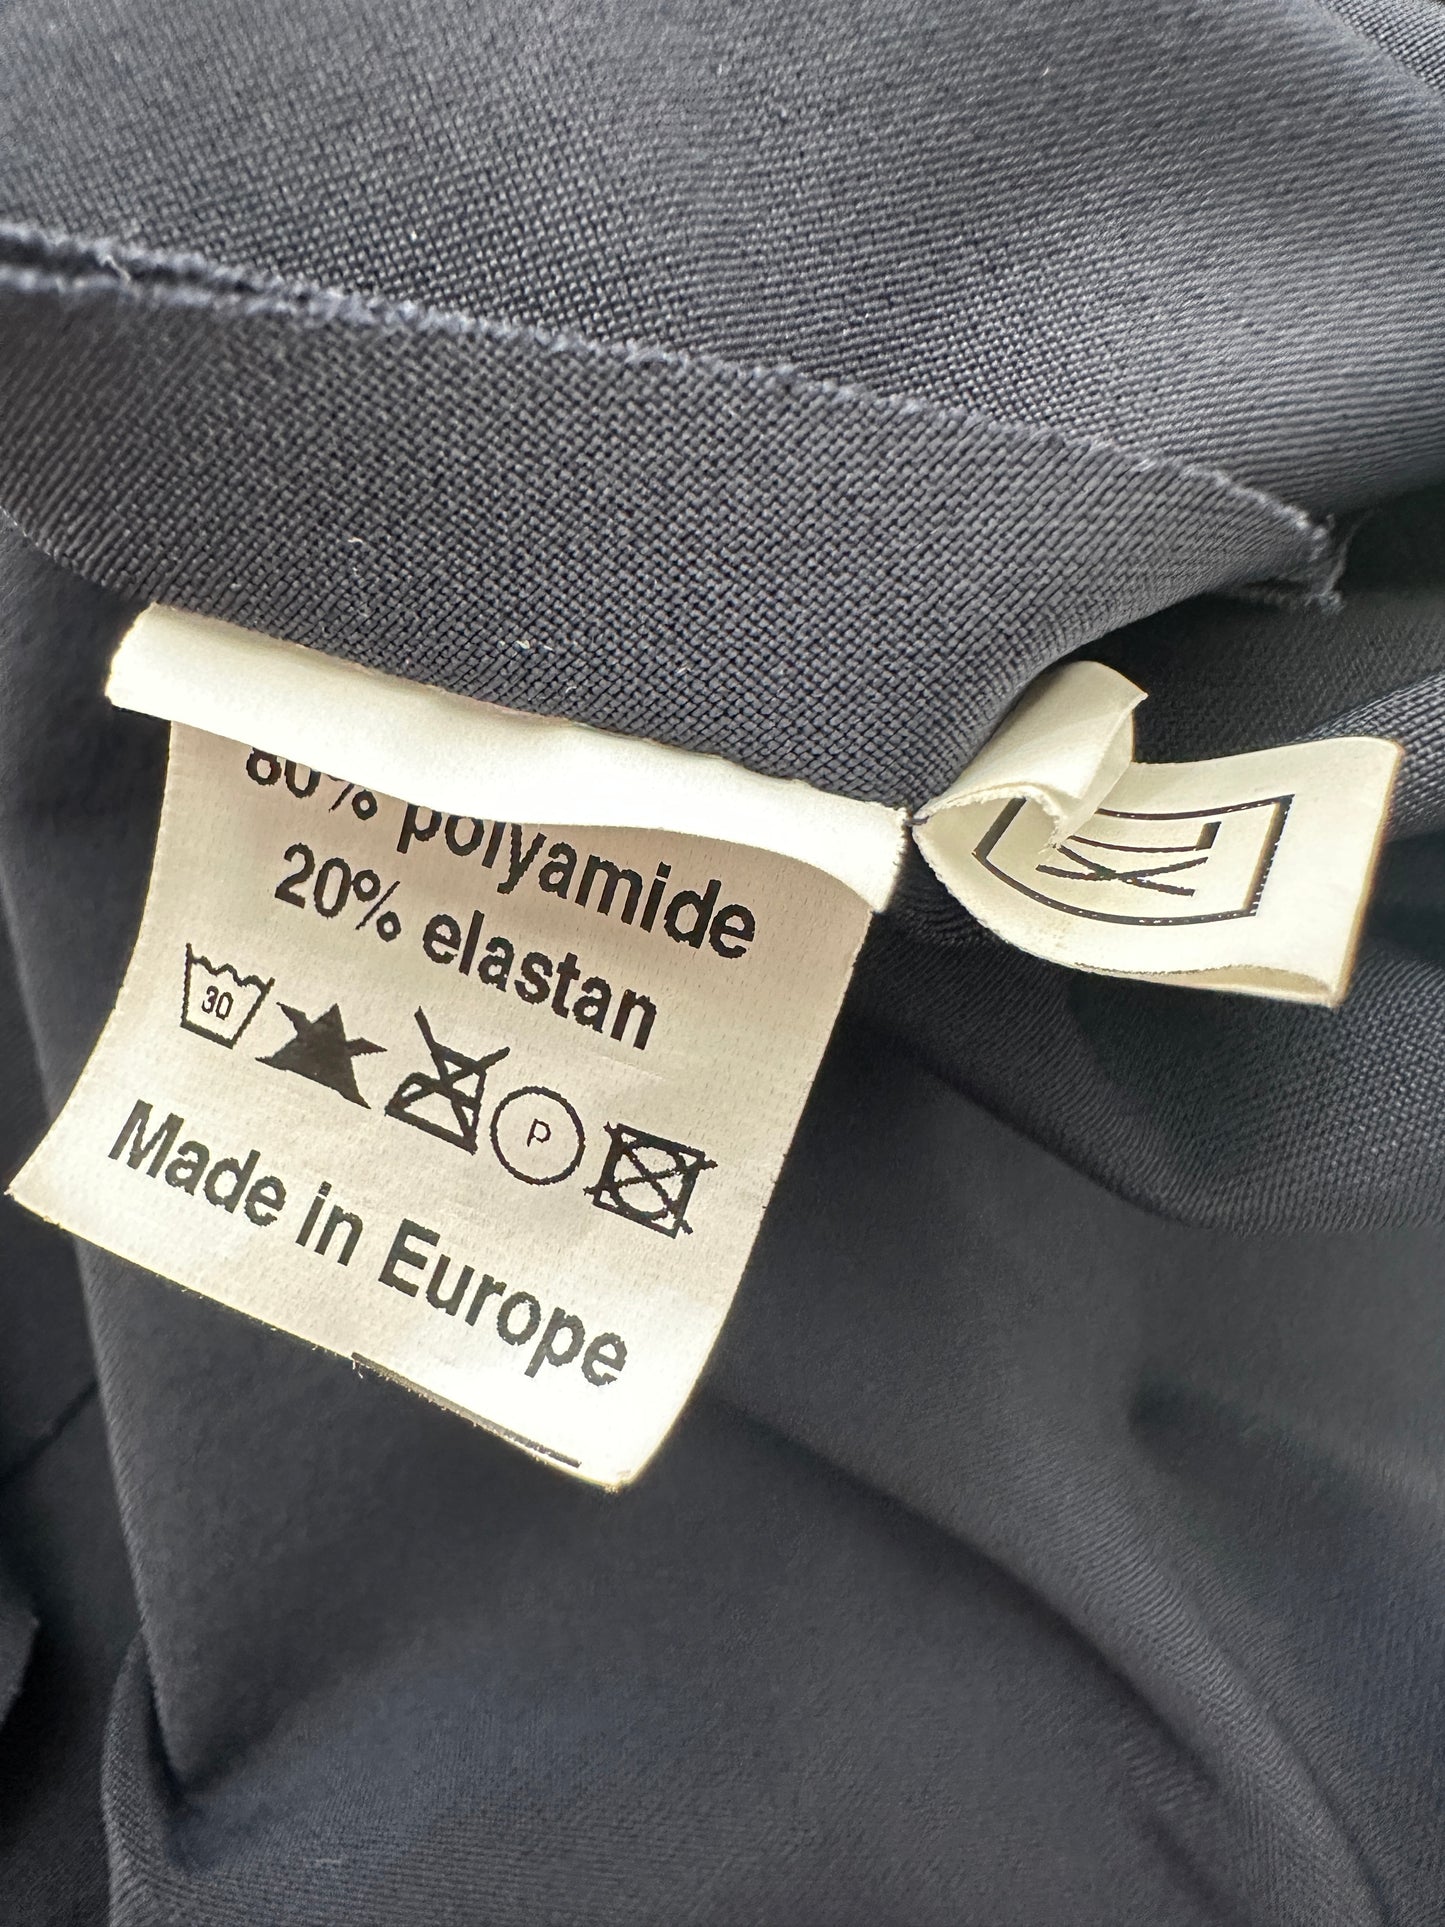 80% polyamide
20% elastan
30
P
Made in Europe